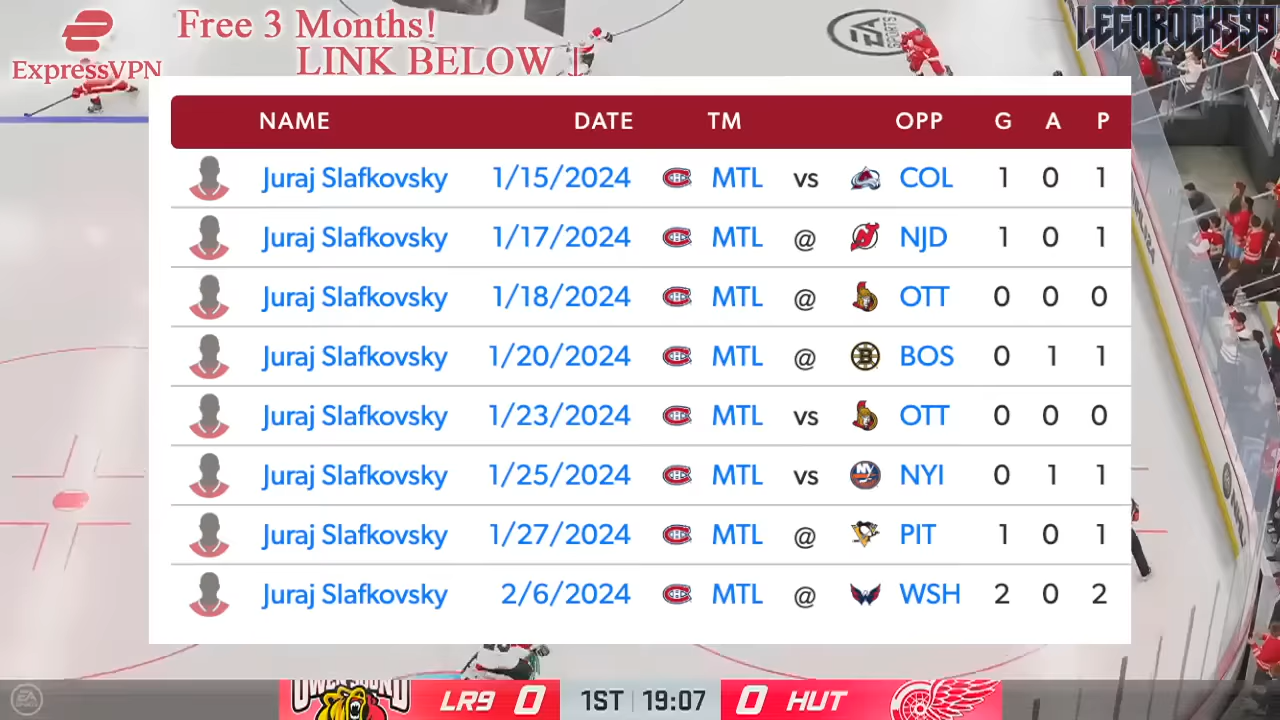 Free 3 Months!
LEGOROCKS99
ExpressVPN
LINK BELOW ↓
EA
SPORTS
NAME DATE TM OPP G A P
Juraj Slafkovsky 1/15/2024 MTL vs COL 1 0 1
Juraj Slafkovsky 1/17/2024 MTL @ NJD 1 0 1
Juraj Slafkovsky 1/18/2024 MTL @ OTT 0 0 0
Juraj Slafkovsky 1/20/2024 MTL @ BOS 0 1 1
Juraj Slafkovsky 1/23/2024 MTL vs OTT 0 0 0
Juraj Slafkovsky 1/25/2024 MTL vs NYI 0 1 1
Juraj Slafkovsky 1/27/2024 MTL @ PIT 1 0 1
Juraj Slafkovsky 2/6/2024 MTL @ WSH 2 0 2
OWEN SOUND
LR9 0 1ST 19:07 0 HUT